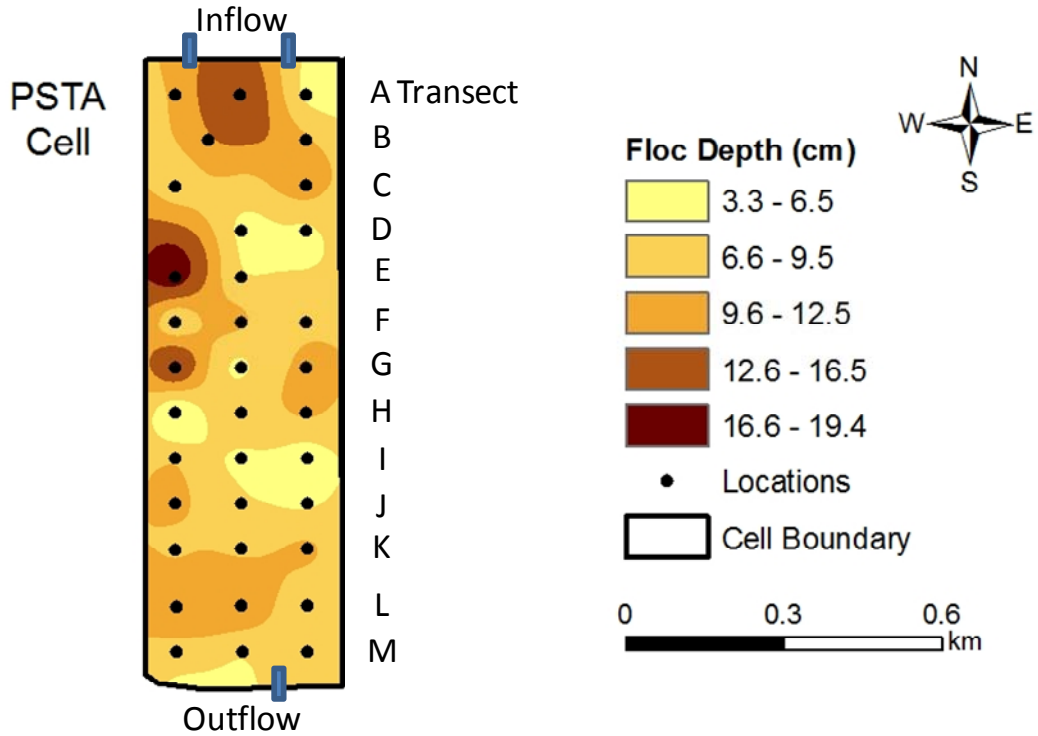 Inflow
PSTA
Cell
A Transect
B
C
D
E
F
G
H
I
J
K
L
M
Outflow
N
W E
S
Floc Depth (cm)
3.3 - 6.5
6.6 - 9.5
9.6 - 12.5
12.6 - 16.5
16.6 - 19.4
Locations
Cell Boundary
0 0.3 0.6
km